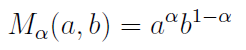 M_α(a, b) = a^α b^{1−α}